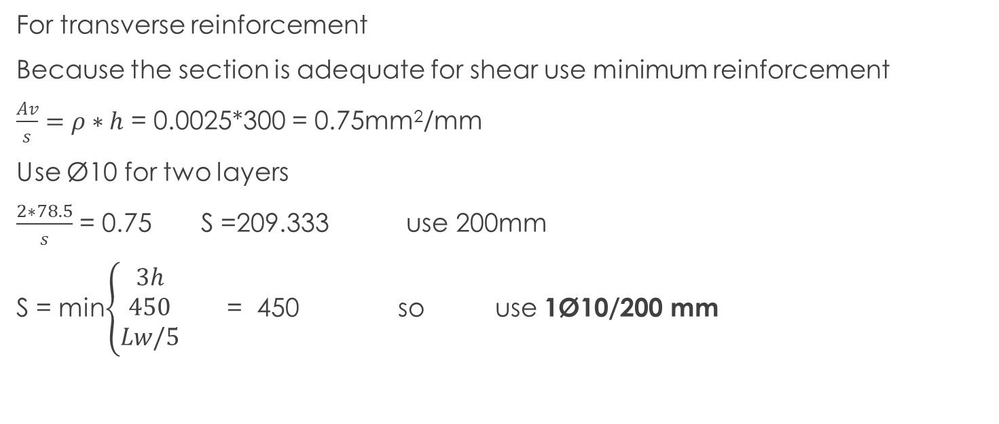 For transverse reinforcement
Because the section is adequate for shear use minimum reinforcement
Av/s = ρ * h = 0.0025*300 = 0.75mm²/mm
Use Ø10 for two layers
2*78.5/s = 0.75 S =209.333 use 200mm
S = min{ 3h
450 = 450 so use 1Ø10/200 mm
Lw/5